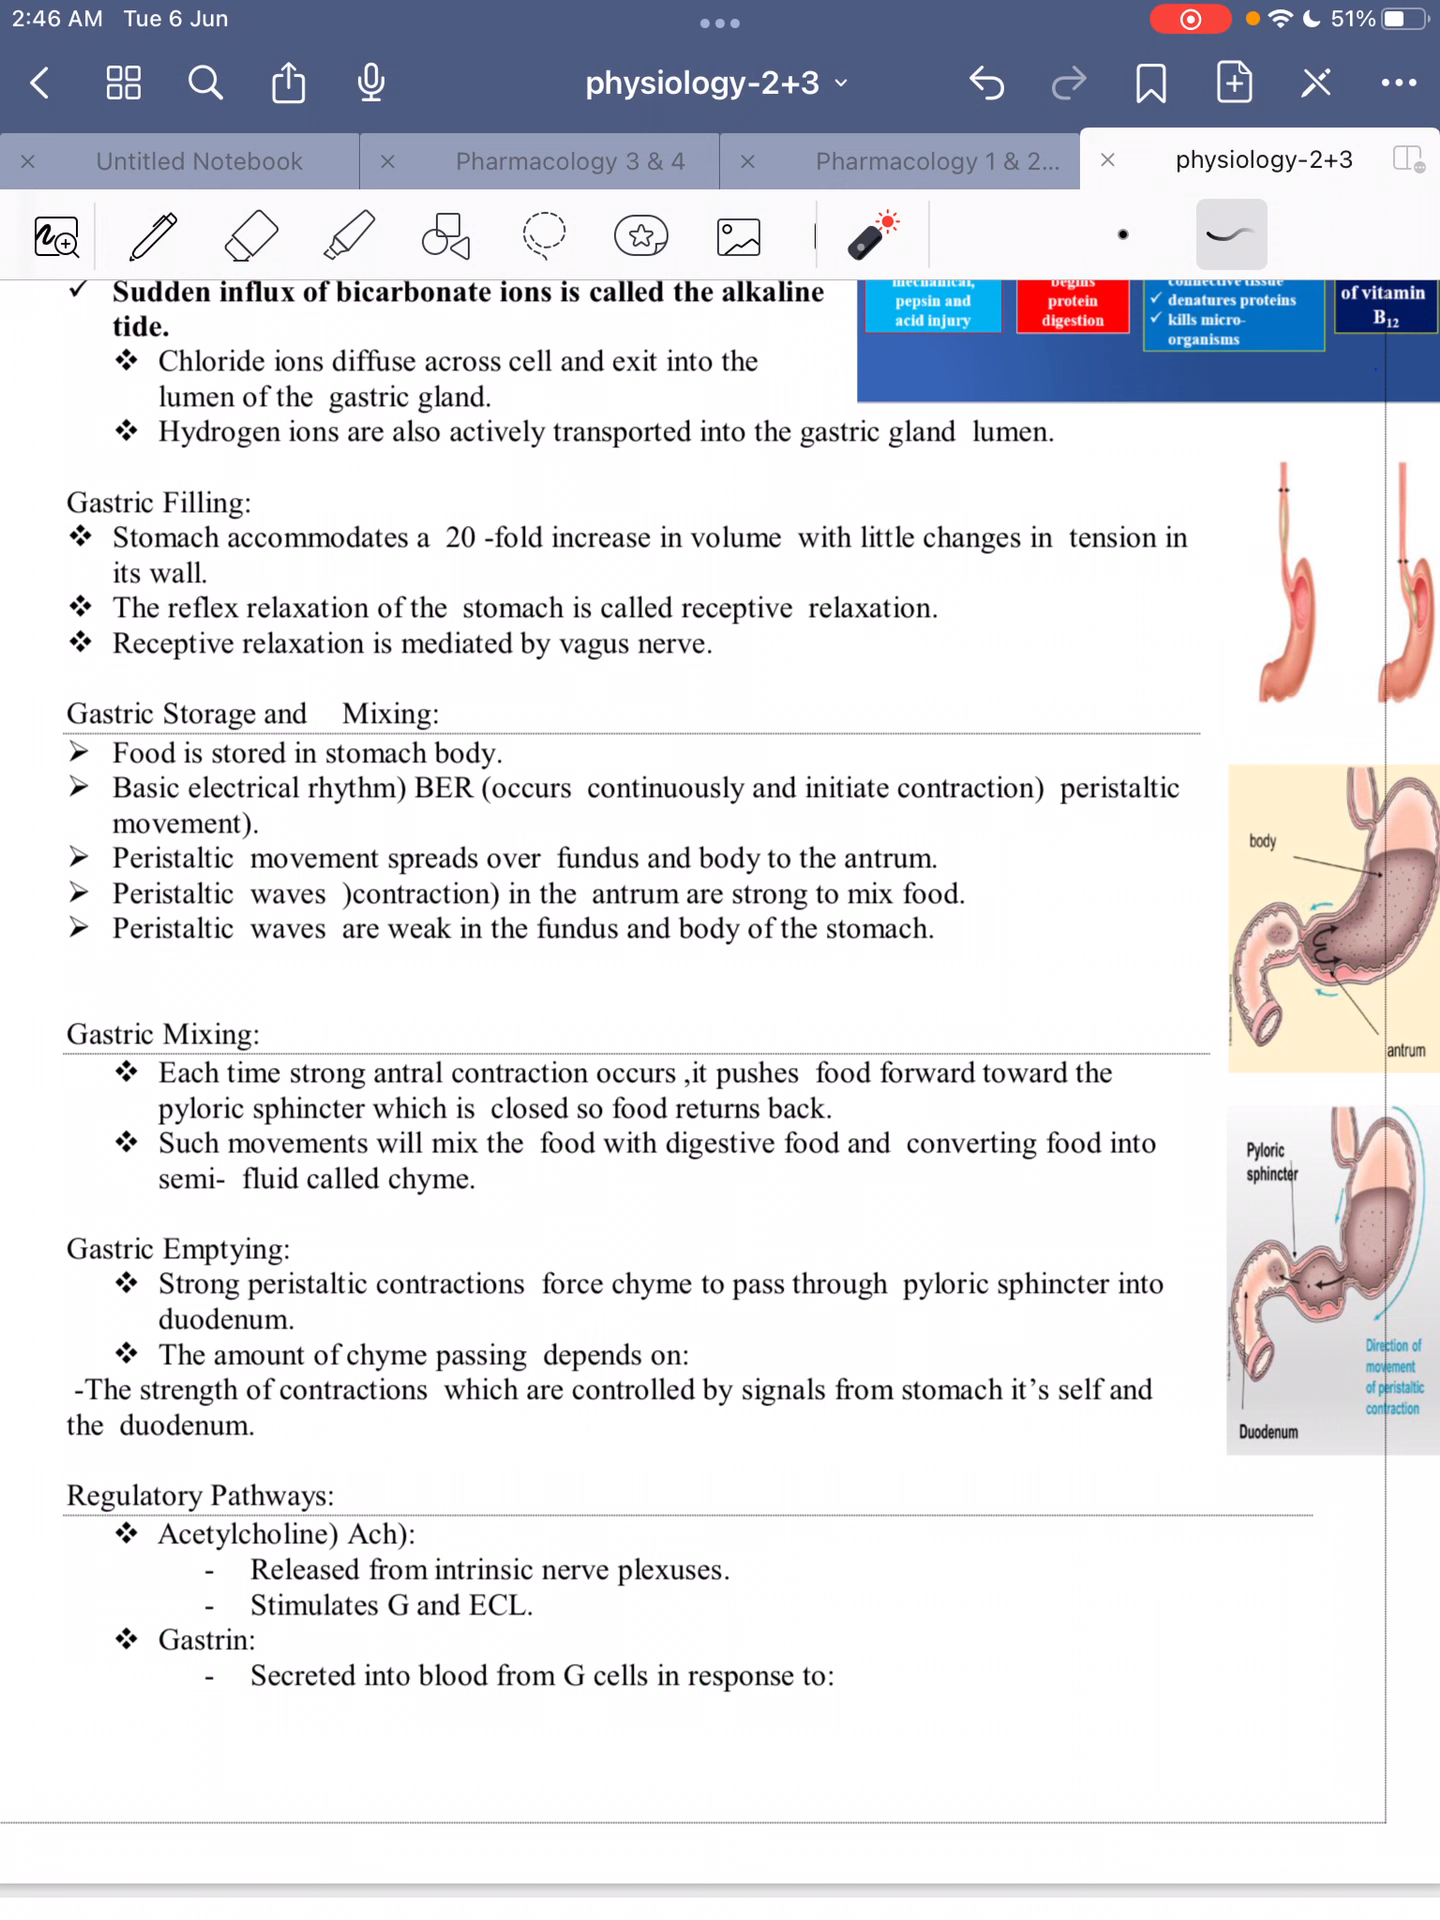 2:46 AM Tue 6 Jun
51%
physiology-2+3
Untitled Notebook
Pharmacology 3 & 4
Pharmacology 1 & 2...
physiology-2+3
✓ Sudden influx of bicarbonate ions is called the alkaline
tide.
❖ Chloride ions diffuse across cell and exit into the
lumen of the gastric gland.
❖ Hydrogen ions are also actively transported into the gastric gland lumen.
mechanical,
pepsin and
acid injury
begins
protein
digestion
connective tissue
✓ denatures proteins
✓ kills micro-
organisms
of vitamin
B12
Gastric Filling:
❖ Stomach accommodates a 20 -fold increase in volume with little changes in tension in
its wall.
❖ The reflex relaxation of the stomach is called receptive relaxation.
❖ Receptive relaxation is mediated by vagus nerve.
Gastric Storage and Mixing:
➢ Food is stored in stomach body.
➢ Basic electrical rhythm) BER (occurs continuously and initiate contraction) peristaltic
movement).
➢ Peristaltic movement spreads over fundus and body to the antrum.
➢ Peristaltic waves )contraction) in the antrum are strong to mix food.
➢ Peristaltic waves are weak in the fundus and body of the stomach.
body
antrum
Gastric Mixing:
❖ Each time strong antral contraction occurs ,it pushes food forward toward the
pyloric sphincter which is closed so food returns back.
❖ Such movements will mix the food with digestive food and converting food into
semi- fluid called chyme.
Pyloric
sphincter
Gastric Emptying:
❖ Strong peristaltic contractions force chyme to pass through pyloric sphincter into
duodenum.
❖ The amount of chyme passing depends on:
-The strength of contractions which are controlled by signals from stomach it's self and
the duodenum.
Direction of
movement
of peristaltic
contraction
Duodenum
Regulatory Pathways:
❖ Acetylcholine) Ach):
- Released from intrinsic nerve plexuses.
- Stimulates G and ECL.
❖ Gastrin:
- Secreted into blood from G cells in response to: